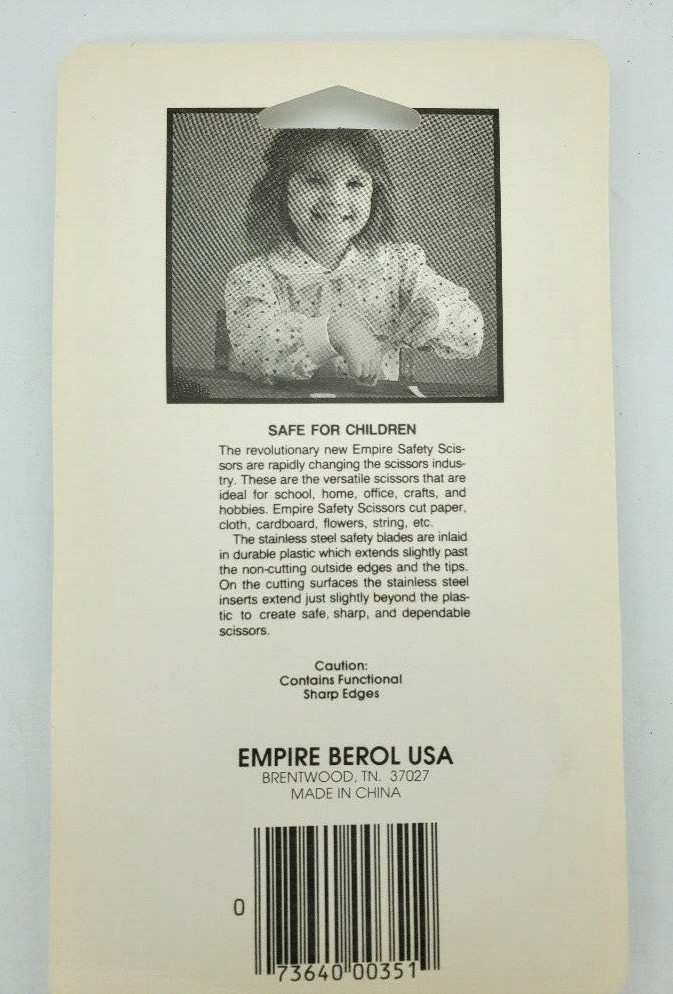 SAFE FOR CHILDREN
The revolutionary new Empire Safety Scis-
sors are rapidly changing the scissors indus-
try. These are the versatile scissors that are
ideal for school, home, office, crafts, and
hobbies. Empire Safety Scissors cut paper,
cloth, cardboard, flowers, string, etc.
The stainless steel safety blades are inlaid
in durable plastic which extends slightly past
the non-cutting outside edges and the tips.
On the cutting surfaces the stainless steel
inserts extend just slightly beyond the plas-
tic to create safe, sharp, and dependable
scissors.
Caution:
Contains Functional
Sharp Edges
EMPIRE BEROL USA
BRENTWOOD, TN. 37027
MADE IN CHINA
0
73640 00351